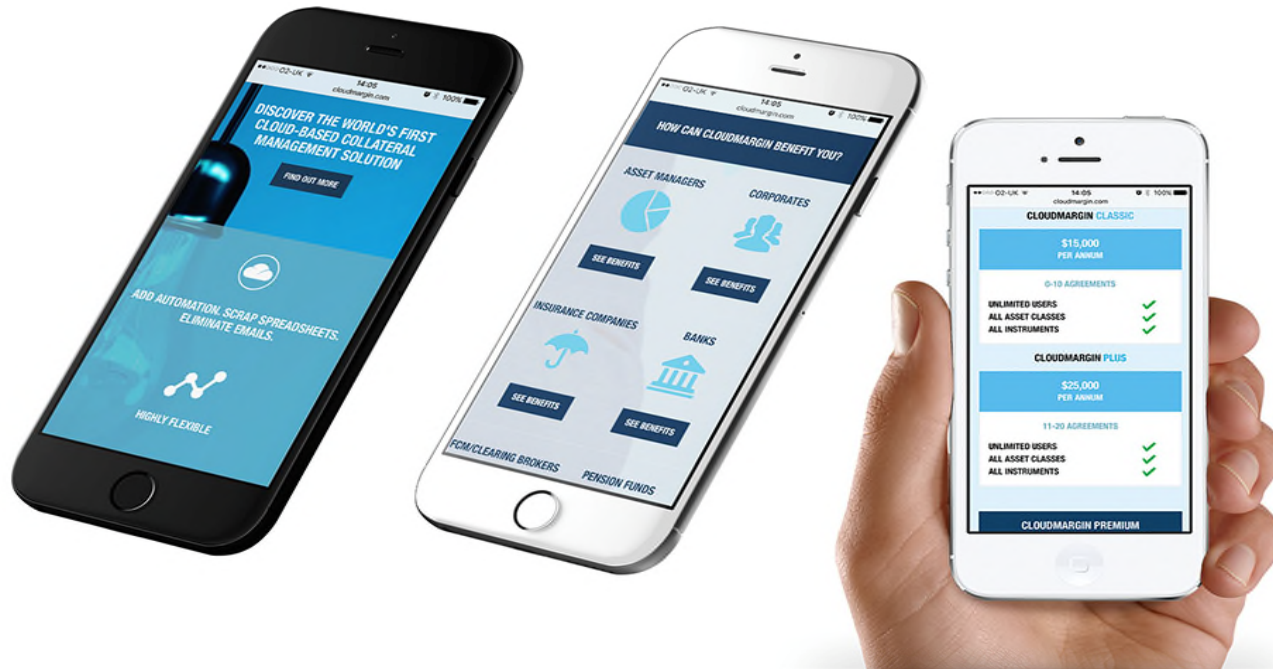 O2-UK
14:05
100%
cloudmargin.com
DISCOVER THE WORLD'S FIRST
CLOUD-BASED COLLATERAL
MANAGEMENT SOLUTION
FIND OUT MORE
ADD AUTOMATION. SCRAP SPREADSHEETS.
ELIMINATE EMAILS.
HIGHLY FLEXIBLE
O2-UK
14:05
100%
cloudmargin.com
HOW CAN CLOUDMARGIN BENEFIT YOU?
ASSET MANAGERS
CORPORATES
SEE BENEFITS
SEE BENEFITS
INSURANCE COMPANIES
BANKS
SEE BENEFITS
SEE BENEFITS
FCM/CLEARING BROKERS
PENSION FUNDS
O2-UK
14:05
100%
cloudmargin.com
CLOUDMARGIN CLASSIC
$15,000
PER ANNUM
0-10 AGREEMENTS
UNLIMITED USERS
ALL ASSET CLASSES
ALL INSTRUMENTS
CLOUDMARGIN PLUS
$25,000
PER ANNUM
11-20 AGREEMENTS
UNLIMITED USERS
ALL ASSET CLASSES
ALL INSTRUMENTS
CLOUDMARGIN PREMIUM